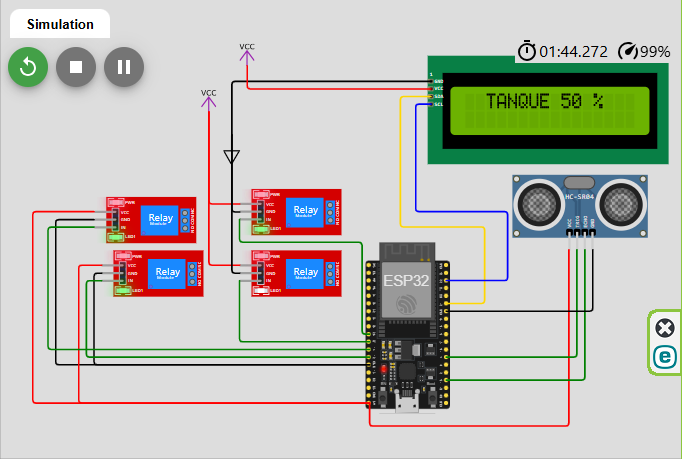 Simulation
01:44.272
99%
VCC
VCC
1
GND
VCC
SDA
SCL
TANQUE 50 %
HC-SR04
VCC
TRIG
ECHO
GND
PWR
VCC
GND
IN
LED1
Relay
Module
NO COM NC
PWR
VCC
GND
IN
LED1
Relay
Module
NO COM NC
PWR
VCC
GND
IN
LED1
Relay
Module
NO COM NC
PWR
VCC
GND
IN
LED1
Relay
Module
NO COM NC
ESP32
e